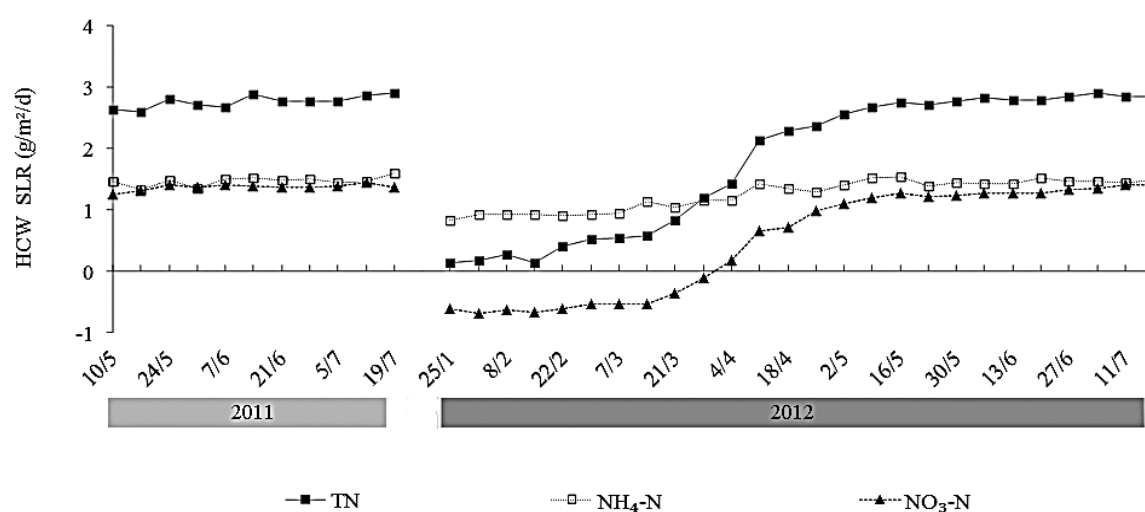 HCW SLR (g/m²/d)
4
3
2
1
0
-1
10/5 24/5 7/6 21/6 5/7 19/7 25/1 8/2 22/2 7/3 21/3 4/4 18/4 2/5 16/5 30/5 13/6 27/6 11/7
2011 2012
TN NH₄-N NO₃-N